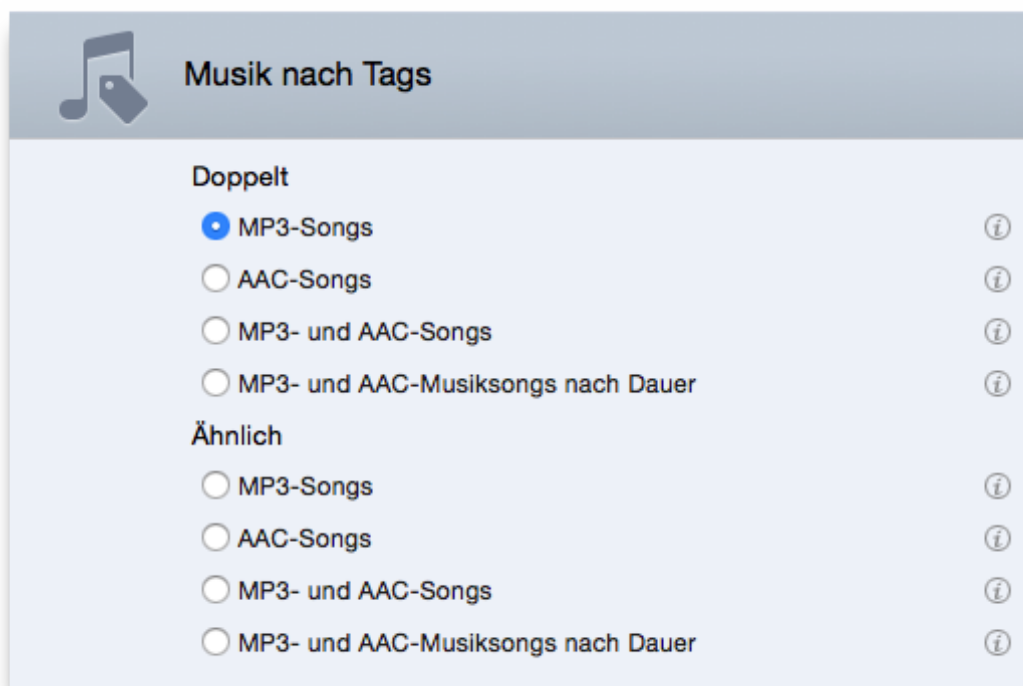 Musik nach Tags
Doppelt
MP3-Songs
AAC-Songs
MP3- und AAC-Songs
MP3- und AAC-Musiksongs nach Dauer
Ähnlich
MP3-Songs
AAC-Songs
MP3- und AAC-Songs
MP3- und AAC-Musiksongs nach Dauer